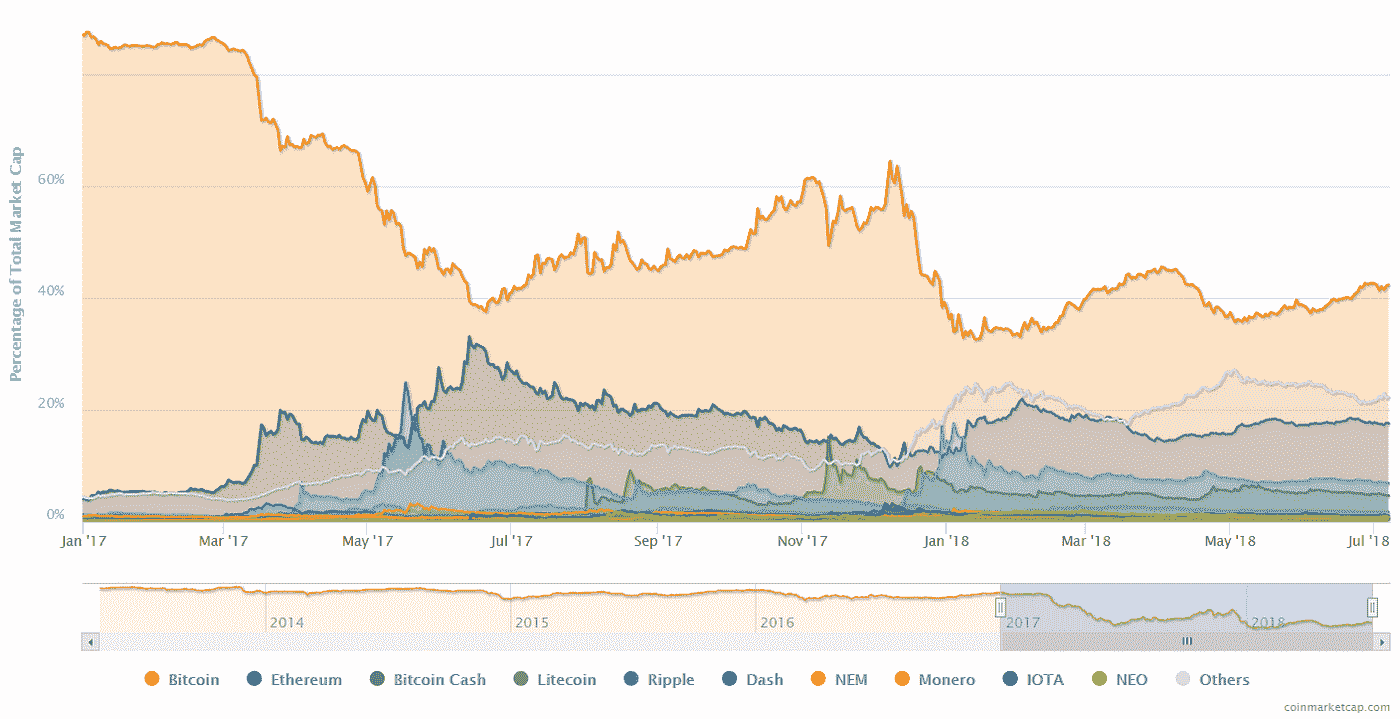 Percentage of Total Market Cap
60%
40%
20%
0%
Jan '17 Mar '17 May '17 Jul '17 Sep '17 Nov '17 Jan '18 Mar '18 May '18 Jul '18
2014 2015 2016 2017 2018
Bitcoin Ethereum Bitcoin Cash Litecoin Ripple Dash NEM Monero IOTA NEO Others
coinmarketcap.com